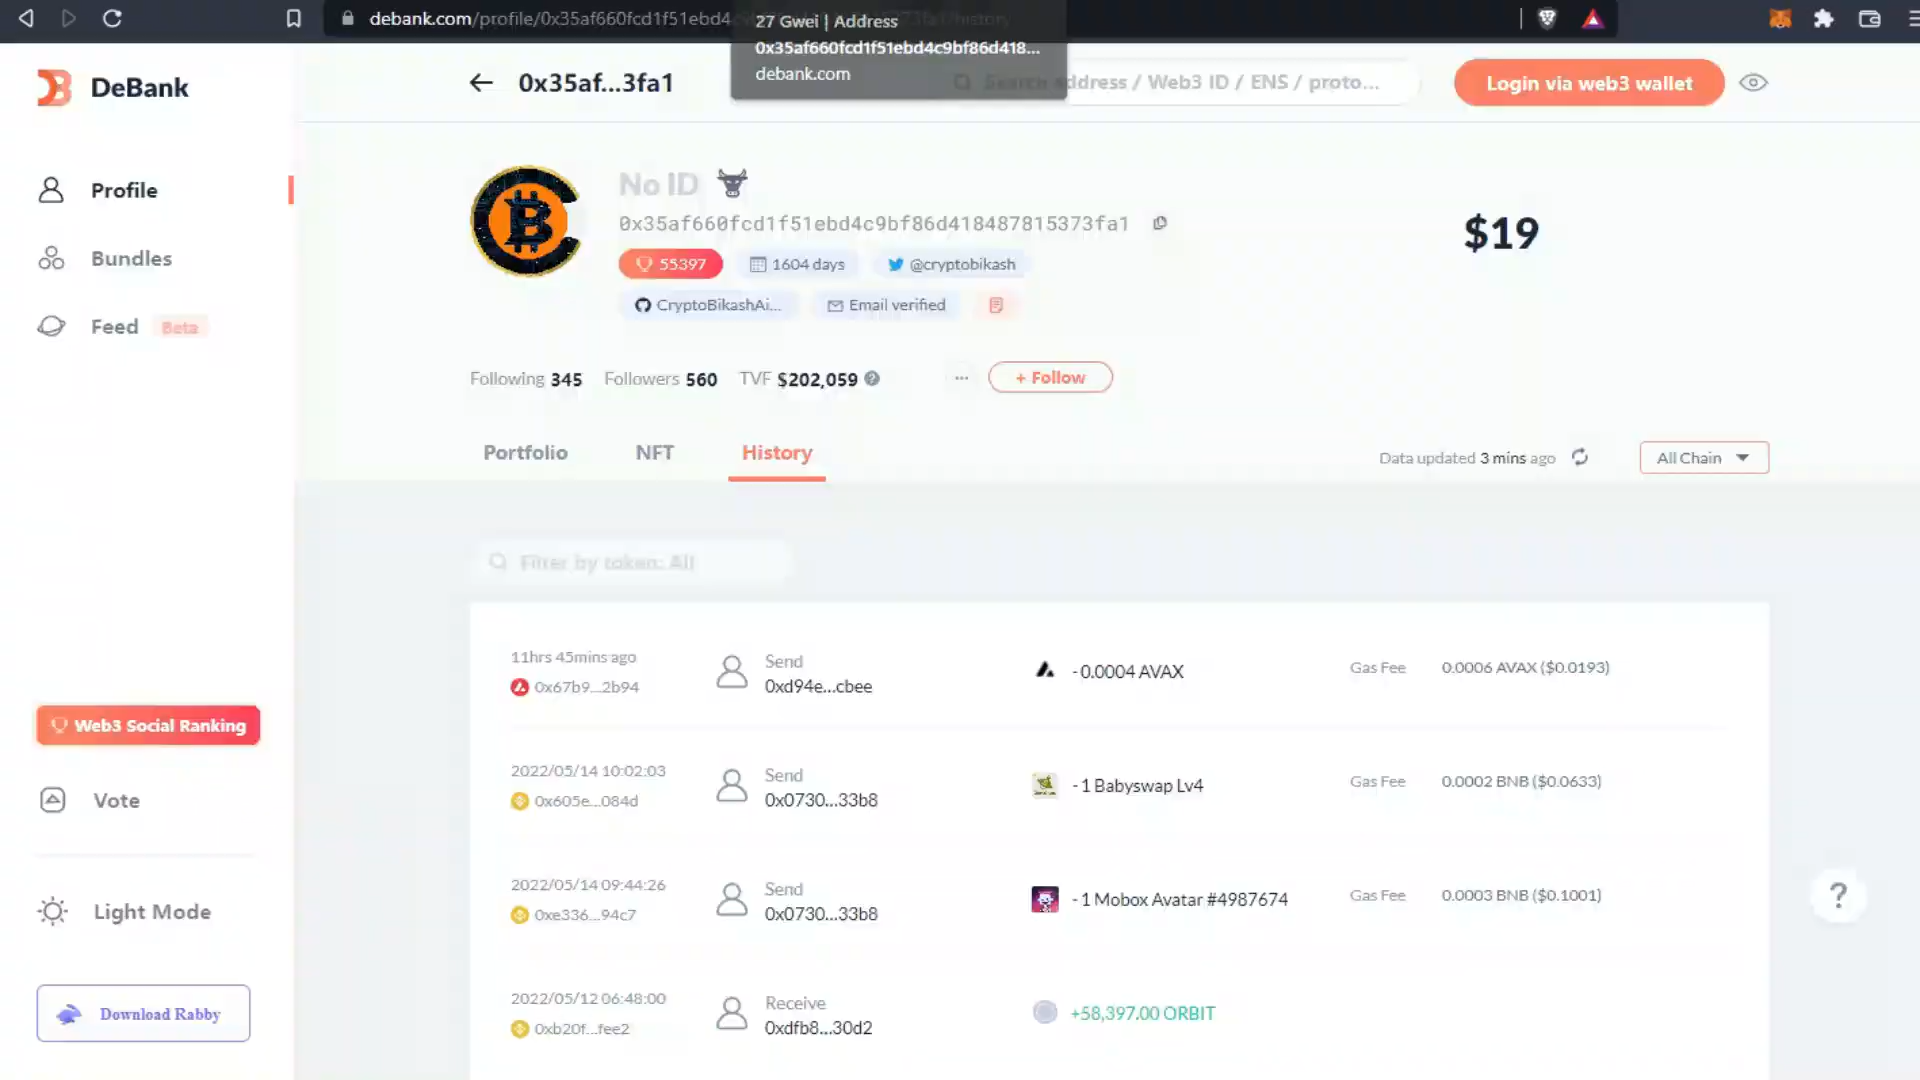 debank.com/profile/0x35af660fcd1f51ebd4
27 Gwei | Address
0x35af660fcd1f51ebd4c9bf86d418...
debank.com
DeBank
0x35af...3fa1
Search address / Web3 ID / ENS / proto...
Login via web3 wallet
Profile
Bundles
Feed Beta
No ID
0x35af660fcd1f51ebd4c9bf86d418487815373fa1
$19
55397
1604 days
@cryptobikash
CryptoBikashAi...
Email verified
Following 345
Followers 560
TVF $202,059
...
+ Follow
Portfolio
NFT
History
Data updated 3 mins ago
All Chain
Filter by token: All
11hrs 45mins ago
0x67b9...2b94
Send
0xd94e...cbee
-0.0004 AVAX
Gas Fee
0.0006 AVAX ($0.0193)
2022/05/14 10:02:03
0x605e...084d
Send
0x0730...33b8
-1 Babyswap Lv4
Gas Fee
0.0002 BNB ($0.0633)
2022/05/14 09:44:26
0xe336...94c7
Send
0x0730...33b8
-1 Mobox Avatar #4987674
Gas Fee
0.0003 BNB ($0.1001)
2022/05/12 06:48:00
0xb20f...fee2
Receive
0xdfb8...30d2
+58,397.00 ORBIT
Web3 Social Ranking
Vote
Light Mode
Download Rabby
?